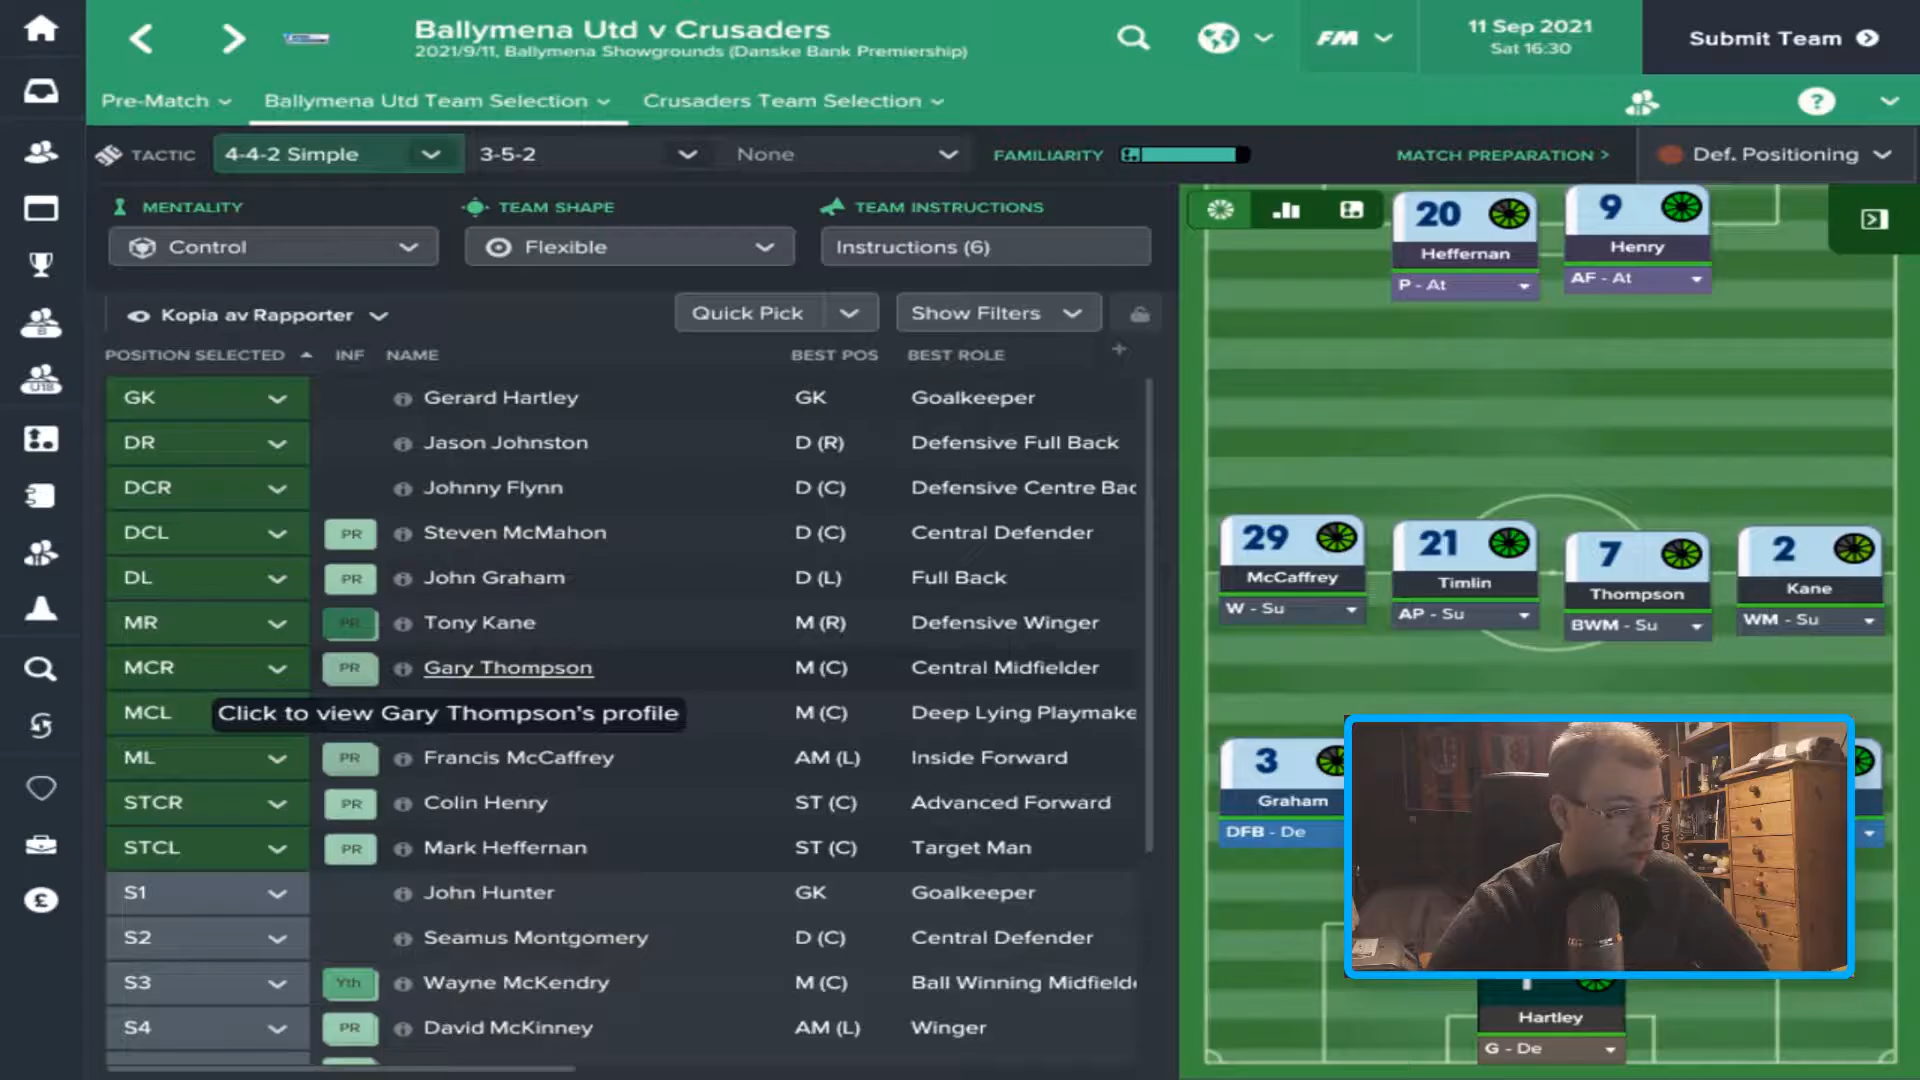 Ballymena Utd v Crusaders
2021/9/11, Ballymena Showgrounds (Danske Bank Premiership)
FM
11 Sep 2021
Sat 16:30
Submit Team
Pre-Match
Ballymena Utd Team Selection
Crusaders Team Selection
?
TACTIC
4-4-2 Simple
3-5-2
None
FAMILIARITY
MATCH PREPARATION >
Def. Positioning
MENTALITY
TEAM SHAPE
TEAM INSTRUCTIONS
Control
Flexible
Instructions (6)
Kopia av Rapporter
Quick Pick
Show Filters
POSITION SELECTED
INF
NAME
BEST POS
BEST ROLE
+
GK Gerard Hartley GK Goalkeeper
DR Jason Johnston D (R) Defensive Full Back
DCR Johnny Flynn D (C) Defensive Centre Bac
DCL PR Steven McMahon D (C) Central Defender
DL PR John Graham D (L) Full Back
MR PR Tony Kane M (R) Defensive Winger
MCR PR Gary Thompson M (C) Central Midfielder
MCL Click to view Gary Thompson's profile M (C) Deep Lying Playmake
ML PR Francis McCaffrey AM (L) Inside Forward
STCR PR Colin Henry ST (C) Advanced Forward
STCL PR Mark Heffernan ST (C) Target Man
S1 John Hunter GK Goalkeeper
S2 Seamus Montgomery D (C) Central Defender
S3 Yth Wayne McKendry M (C) Ball Winning Midfield
S4 PR David McKinney AM (L) Winger
B
U18
£
20
Heffernan
P - At
9
Henry
AF - At
29
McCaffrey
W - Su
21
Timlin
AP - Su
7
Thompson
BWM - Su
2
Kane
WM - Su
3
Graham
DFB - De
Hartley
G - De